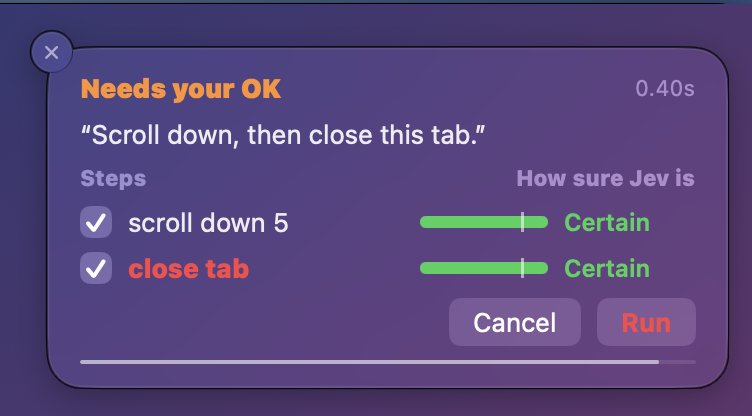 Needs your OK 0.40s
“Scroll down, then close this tab.”
Steps How sure Jev is
scroll down 5 Certain
close tab Certain
Cancel Run